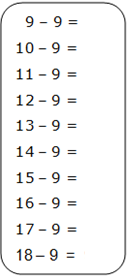 9 – 9 =
10 – 9 =
11 – 9 =
12 – 9 =
13 – 9 =
14 – 9 =
15 – 9 =
16 – 9 =
17 – 9 =
18 – 9 =